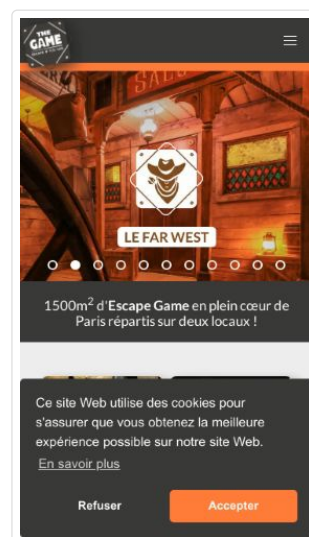 THE
GAME
SALOON
LE FAR WEST
1500m² d'Escape Game en plein cœur de
Paris répartis sur deux locaux !
Ce site Web utilise des cookies pour
s'assurer que vous obtenez la meilleure
expérience possible sur notre site Web.
En savoir plus
Refuser
Accepter